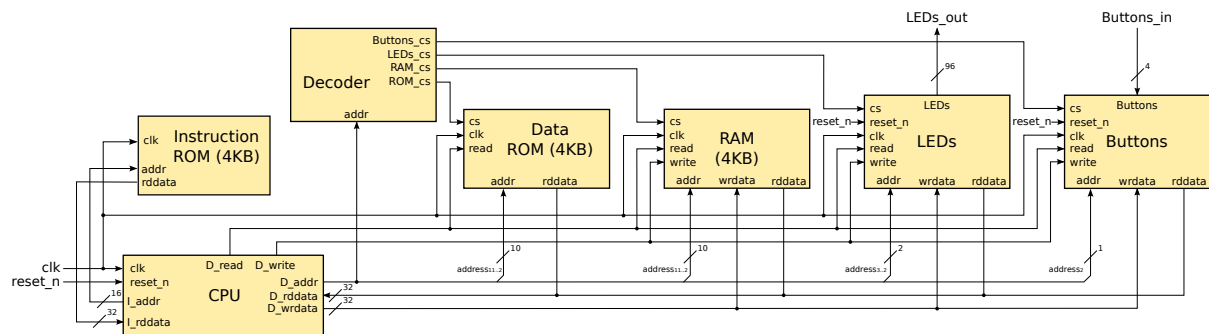 LEDs_out
Buttons_in
Buttons_cs
LEDs_cs
RAM_cs
ROM_cs
Decoder
addr
96
4
Instruction
ROM (4KB)
clk
addr
rddata
cs
clk
read
Data
ROM (4KB)
addr
rddata
cs
clk
read
write
RAM
(4KB)
addr
wrdata
rddata
reset_n
cs
reset_n
clk
read
write
LEDs
LEDs
addr
wrdata
rddata
reset_n
cs
reset_n
clk
read
write
Buttons
Buttons
addr
wrdata
rddata
clk
reset_n
clk
reset_n
I_addr
I_rddata
D_read
D_write
CPU
D_addr
D_rddata
D_wrdata
16
32
32
32
10
address11..2
10
address11..2
2
address3..2
1
address2